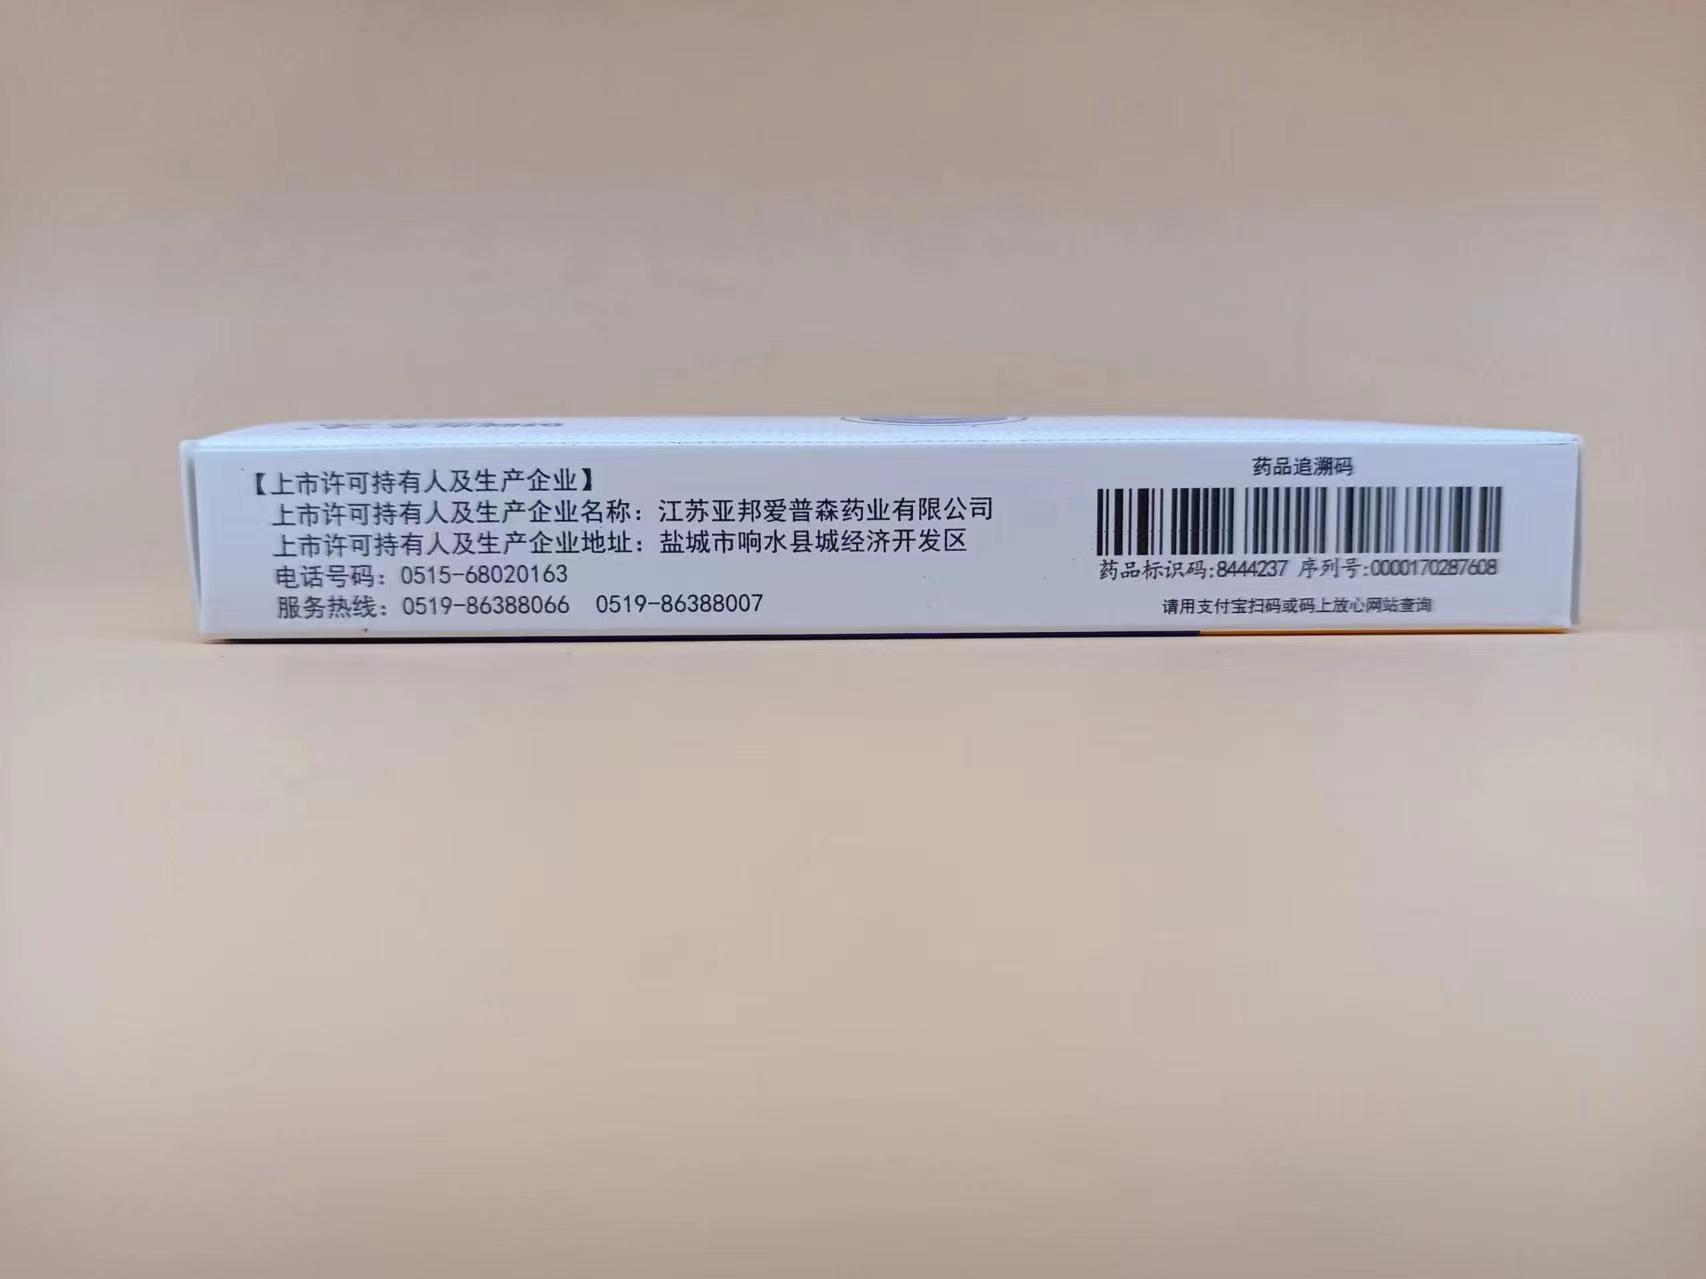 【上市许可持有人及生产企业】
上市许可持有人及生产企业名称：江苏亚邦爱普森药业有限公司
上市许可持有人及生产企业地址：盐城市响水县城经济开发区
电话号码：0515-68020163
服务热线：0519-86388066 0519-86388007
药品追溯码
药品标识码:8444237 序列号:0000170287608
请用支付宝扫码或码上放心网站查询